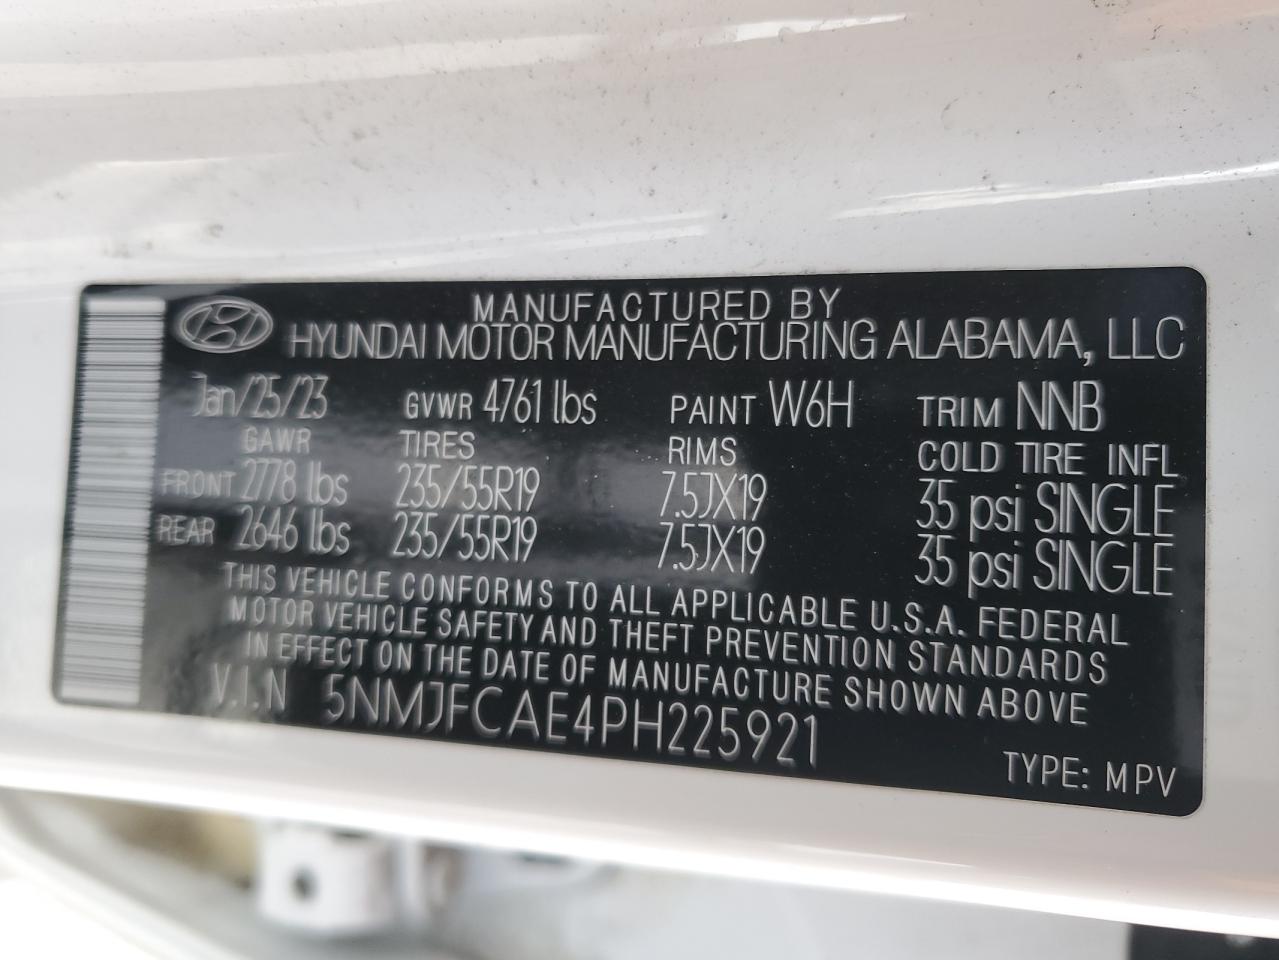 MANUFACTURED BY
HYUNDAI MOTOR MANUFACTURING ALABAMA, LLC
Jan/25/23 GVWR 4761 lbs PAINT W6H TRIM NNB
GAWR TIRES RIMS COLD TIRE INFL
FRONT 2778 lbs 235/55R19 7.5JX19 35 psi SINGLE
REAR 2646 lbs 235/55R19 7.5JX19 35 psi SINGLE
THIS VEHICLE CONFORMS TO ALL APPLICABLE U.S.A. FEDERAL
MOTOR VEHICLE SAFETY AND THEFT PREVENTION STANDARDS
IN EFFECT ON THE DATE OF MANUFACTURE SHOWN ABOVE
V.I.N 5NMJFCAE4PH225921
TYPE: MPV